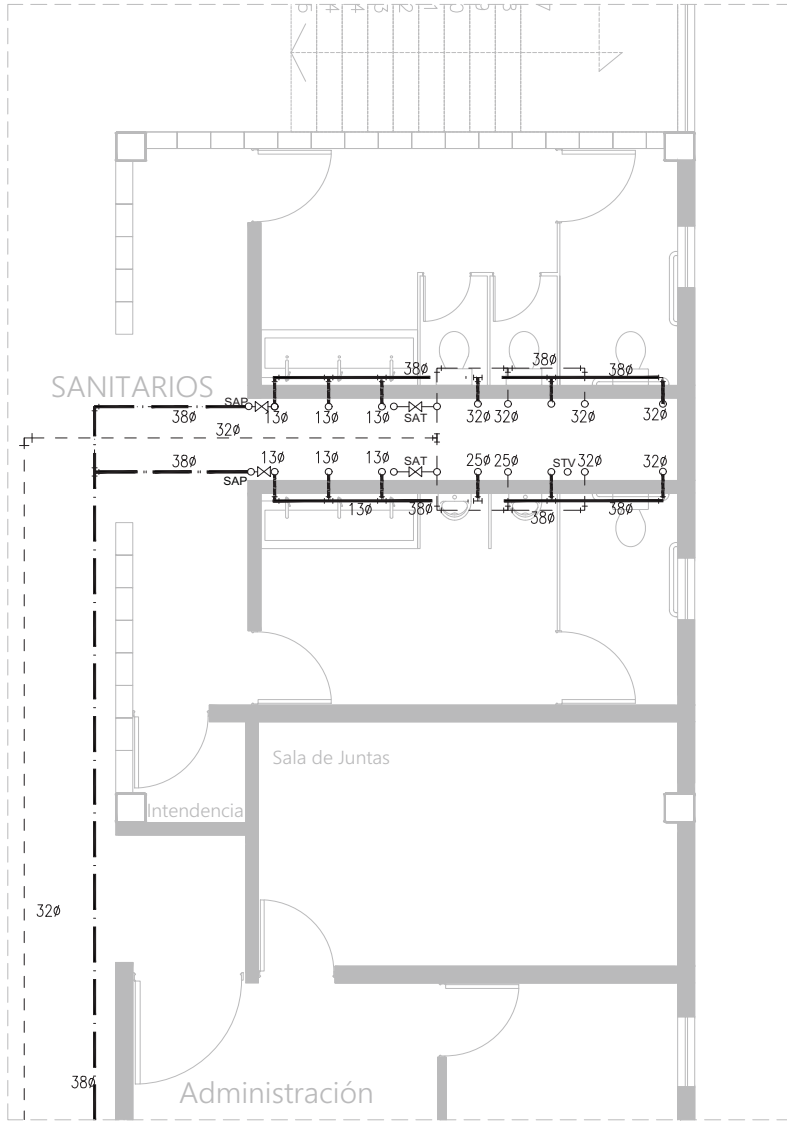 38ø
38ø 38ø
SANITARIOS
SAP
38ø 13ø 13ø 13ø SAT 32ø 32ø 32ø 32ø
32ø
38ø 13ø 13ø 13ø SAT 25ø 25ø STV 32ø 32ø
SAP
13ø 38ø 38ø 38ø
Sala de Juntas
Intendencia
32ø
38ø
Administración